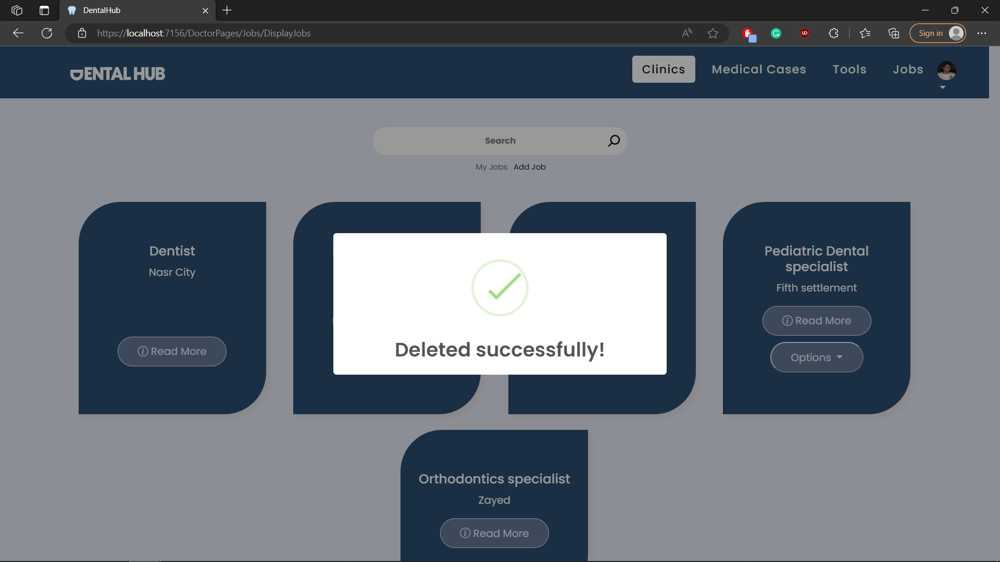 DentalHub
https://localhost:7156/DoctorPages/Jobs/DisplayJobs
Sign in
DENTAL HUB
Clinics
Medical Cases
Tools
Jobs
Search
My Jobs
Add Job
Dentist
Nasr City
Read More
Pediatric Dental
specialist
Fifth settlement
Read More
Options
Deleted successfully!
Orthodontics specialist
Zayed
Read More